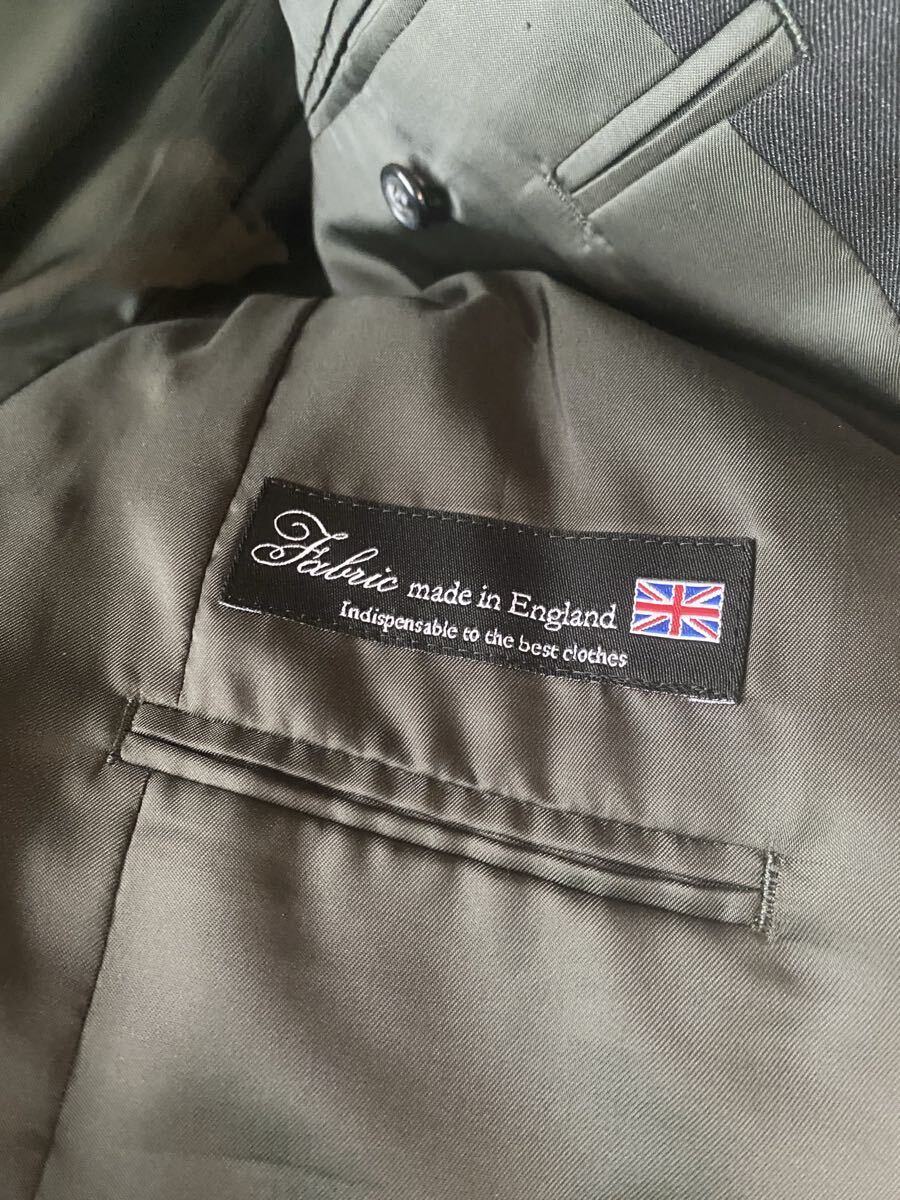 Fabric made in England
Indispensable to the best clothes